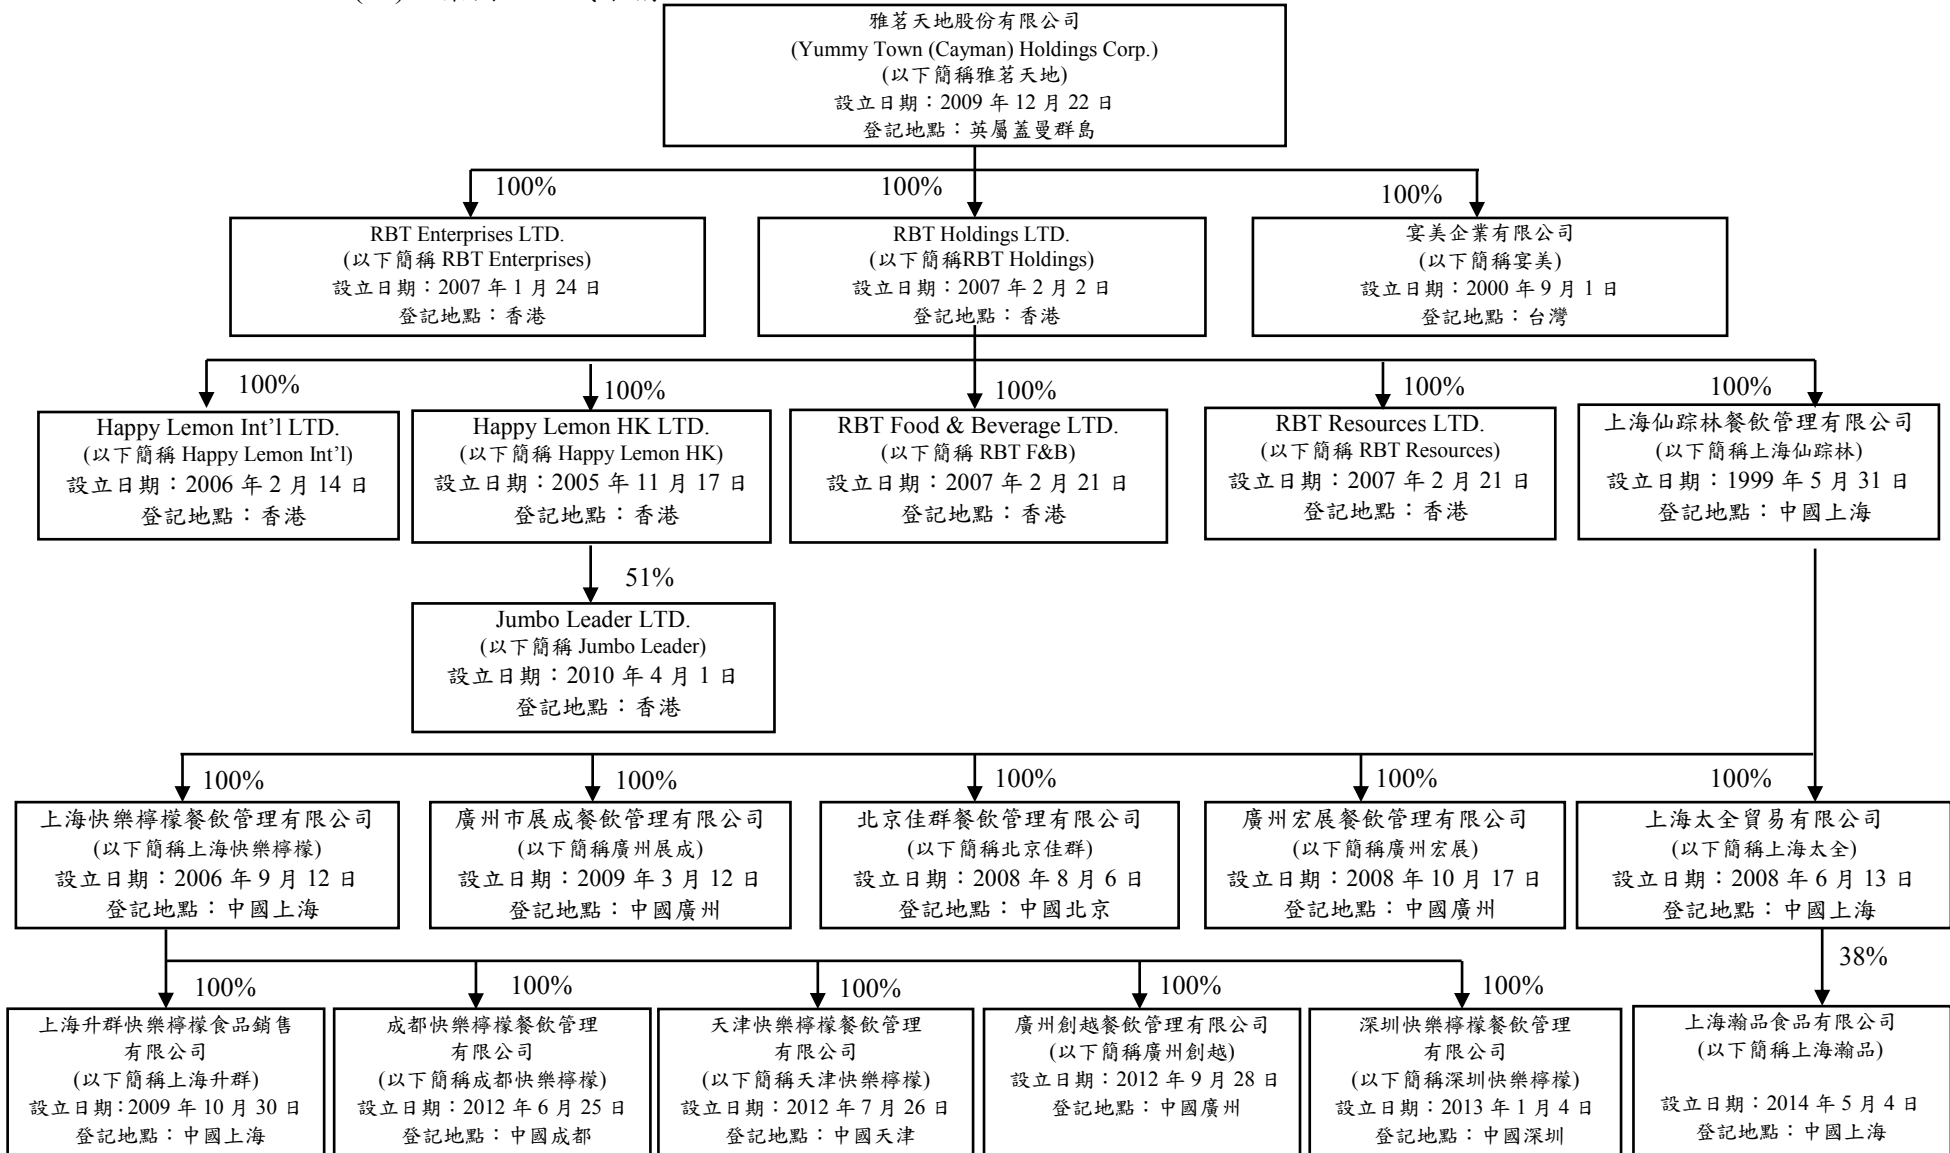 雅茗天地股份有限公司
(Yummy Town (Cayman) Holdings Corp.)
(以下簡稱雅茗天地)
設立日期：2009 年 12 月 22 日
登記地點：英屬蓋曼群島
100%
100%
100%
RBT Enterprises LTD.
(以下簡稱 RBT Enterprises)
設立日期：2007 年 1 月 24 日
登記地點：香港
RBT Holdings LTD.
(以下簡稱RBT Holdings)
設立日期：2007 年 2 月 2 日
登記地點：香港
宴美企業有限公司
(以下簡稱宴美)
設立日期：2000 年 9 月 1 日
登記地點：台灣
100%
100%
100%
100%
100%
Happy Lemon Int’l LTD.
(以下簡稱 Happy Lemon Int’l)
設立日期：2006 年 2 月 14 日
登記地點：香港
Happy Lemon HK LTD.
(以下簡稱 Happy Lemon HK)
設立日期：2005 年 11 月 17 日
登記地點：香港
RBT Food & Beverage LTD.
(以下簡稱 RBT F&B)
設立日期：2007 年 2 月 21 日
登記地點：香港
RBT Resources LTD.
(以下簡稱 RBT Resources)
設立日期：2007 年 2 月 21 日
登記地點：香港
上海仙踪林餐飲管理有限公司
(以下簡稱上海仙踪林)
設立日期：1999 年 5 月 31 日
登記地點：中國上海
51%
Jumbo Leader LTD.
(以下簡稱 Jumbo Leader)
設立日期：2010 年 4 月 1 日
登記地點：香港
100%
100%
100%
100%
100%
上海快樂檸檬餐飲管理有限公司
(以下簡稱上海快樂檸檬)
設立日期：2006 年 9 月 12 日
登記地點：中國上海
廣州市展成餐飲管理有限公司
(以下簡稱廣州展成)
設立日期：2009 年 3 月 12 日
登記地點：中國廣州
北京佳群餐飲管理有限公司
(以下簡稱北京佳群)
設立日期：2008 年 8 月 6 日
登記地點：中國北京
廣州宏展餐飲管理有限公司
(以下簡稱廣州宏展)
設立日期：2008 年 10 月 17 日
登記地點：中國廣州
上海太全貿易有限公司
(以下簡稱上海太全)
設立日期：2008 年 6 月 13 日
登記地點：中國上海
100%
100%
100%
100%
100%
38%
上海升群快樂檸檬食品銷售
有限公司
(以下簡稱上海升群)
設立日期：2009 年 10 月 30 日
登記地點：中國上海
成都快樂檸檬餐飲管理
有限公司
(以下簡稱成都快樂檸檬)
設立日期：2012 年 6 月 25 日
登記地點：中國成都
天津快樂檸檬餐飲管理
有限公司
(以下簡稱天津快樂檸檬)
設立日期：2012 年 7 月 26 日
登記地點：中國天津
廣州創越餐飲管理有限公司
(以下簡稱廣州創越)
設立日期：2012 年 9 月 28 日
登記地點：中國廣州
深圳快樂檸檬餐飲管理
有限公司
(以下簡稱深圳快樂檸檬)
設立日期：2013 年 1 月 4 日
登記地點：中國深圳
上海瀚品食品有限公司
(以下簡稱上海瀚品)
設立日期：2014 年 5 月 4 日
登記地點：中國上海